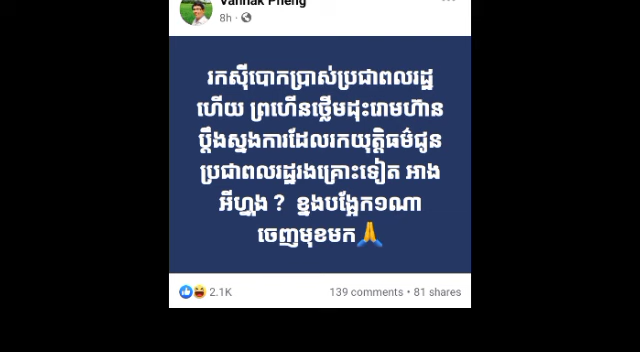 Vannak Pheng
8h ·
រកស៊ីបោកប្រាស់ប្រជាពលរដ្ឋ
ហើយ ព្រហើនថ្លើមដុះរោមហ៊ាន
ប្ដឹងស្នងការដែលរកយុត្តិធម៌ជូន
ប្រជាពលរដ្ឋរងគ្រោះទៀត អាង
អីហ្នុង ? ខ្នងបង្អែក១ណា
ចេញមុខមក🙏
2.1K 139 comments • 81 shares